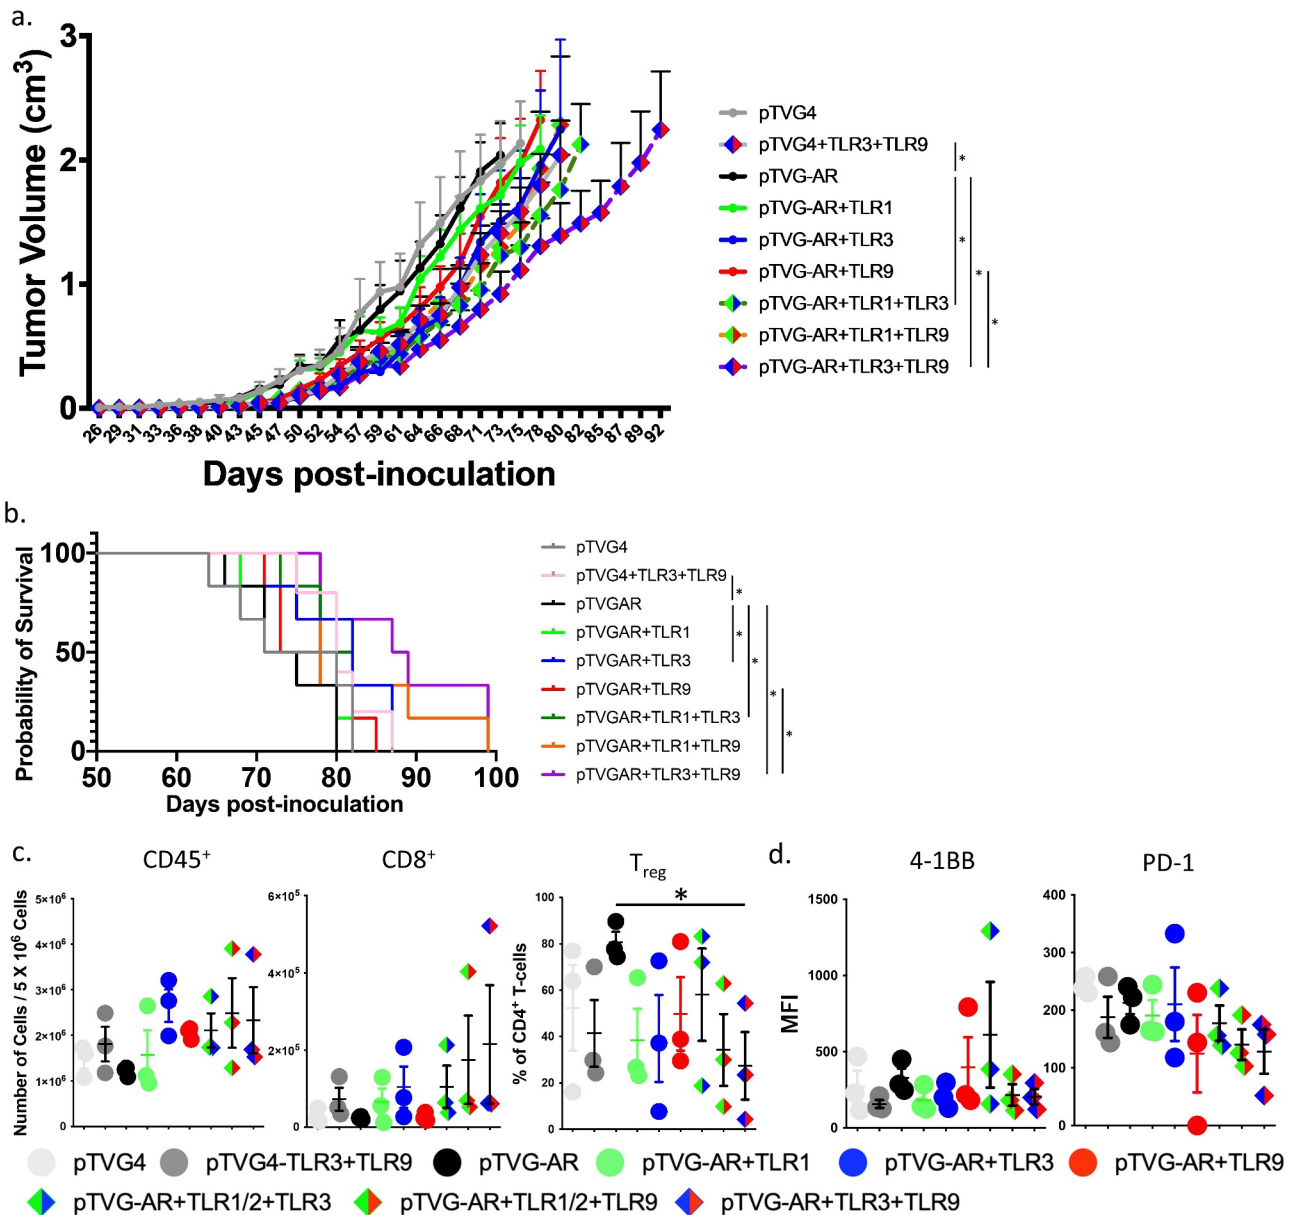 a.
Tumor Volume (cm³)
3
2
1
0
26 29 31 33 36 38 40 43 45 47 50 52 54 57 59 61 64 66 68 71 73 75 78 80 82 85 87 89 92
Days post-inoculation
pTVG4
pTVG4+TLR3+TLR9
pTVG-AR
pTVG-AR+TLR1
pTVG-AR+TLR3
pTVG-AR+TLR9
pTVG-AR+TLR1+TLR3
pTVG-AR+TLR1+TLR9
pTVG-AR+TLR3+TLR9
*
*
*
*
b.
Probability of Survival
100
50
0
50 60 70 80 90 100
Days post-inoculation
pTVG4
pTVG4+TLR3+TLR9
pTVGAR
pTVGAR+TLR1
pTVGAR+TLR3
pTVGAR+TLR9
pTVGAR+TLR1+TLR3
pTVGAR+TLR1+TLR9
pTVGAR+TLR3+TLR9
*
*
*
*
*
c.
CD45⁺
Number of Cells / 5 X 10⁶ Cells
5×10⁶
4×10⁶
3×10⁶
2×10⁶
1×10⁶
0
CD8⁺
6×10⁵
4×10⁵
2×10⁵
0
Treg
% of CD4⁺ T-cells
100
80
60
40
20
0
*
d.
4-1BB
MFI
1500
1000
500
0
PD-1
400
300
200
100
0
pTVG4 pTVG4-TLR3+TLR9 pTVG-AR pTVG-AR+TLR1 pTVG-AR+TLR3 pTVG-AR+TLR9
pTVG-AR+TLR1/2+TLR3 pTVG-AR+TLR1/2+TLR9 pTVG-AR+TLR3+TLR9